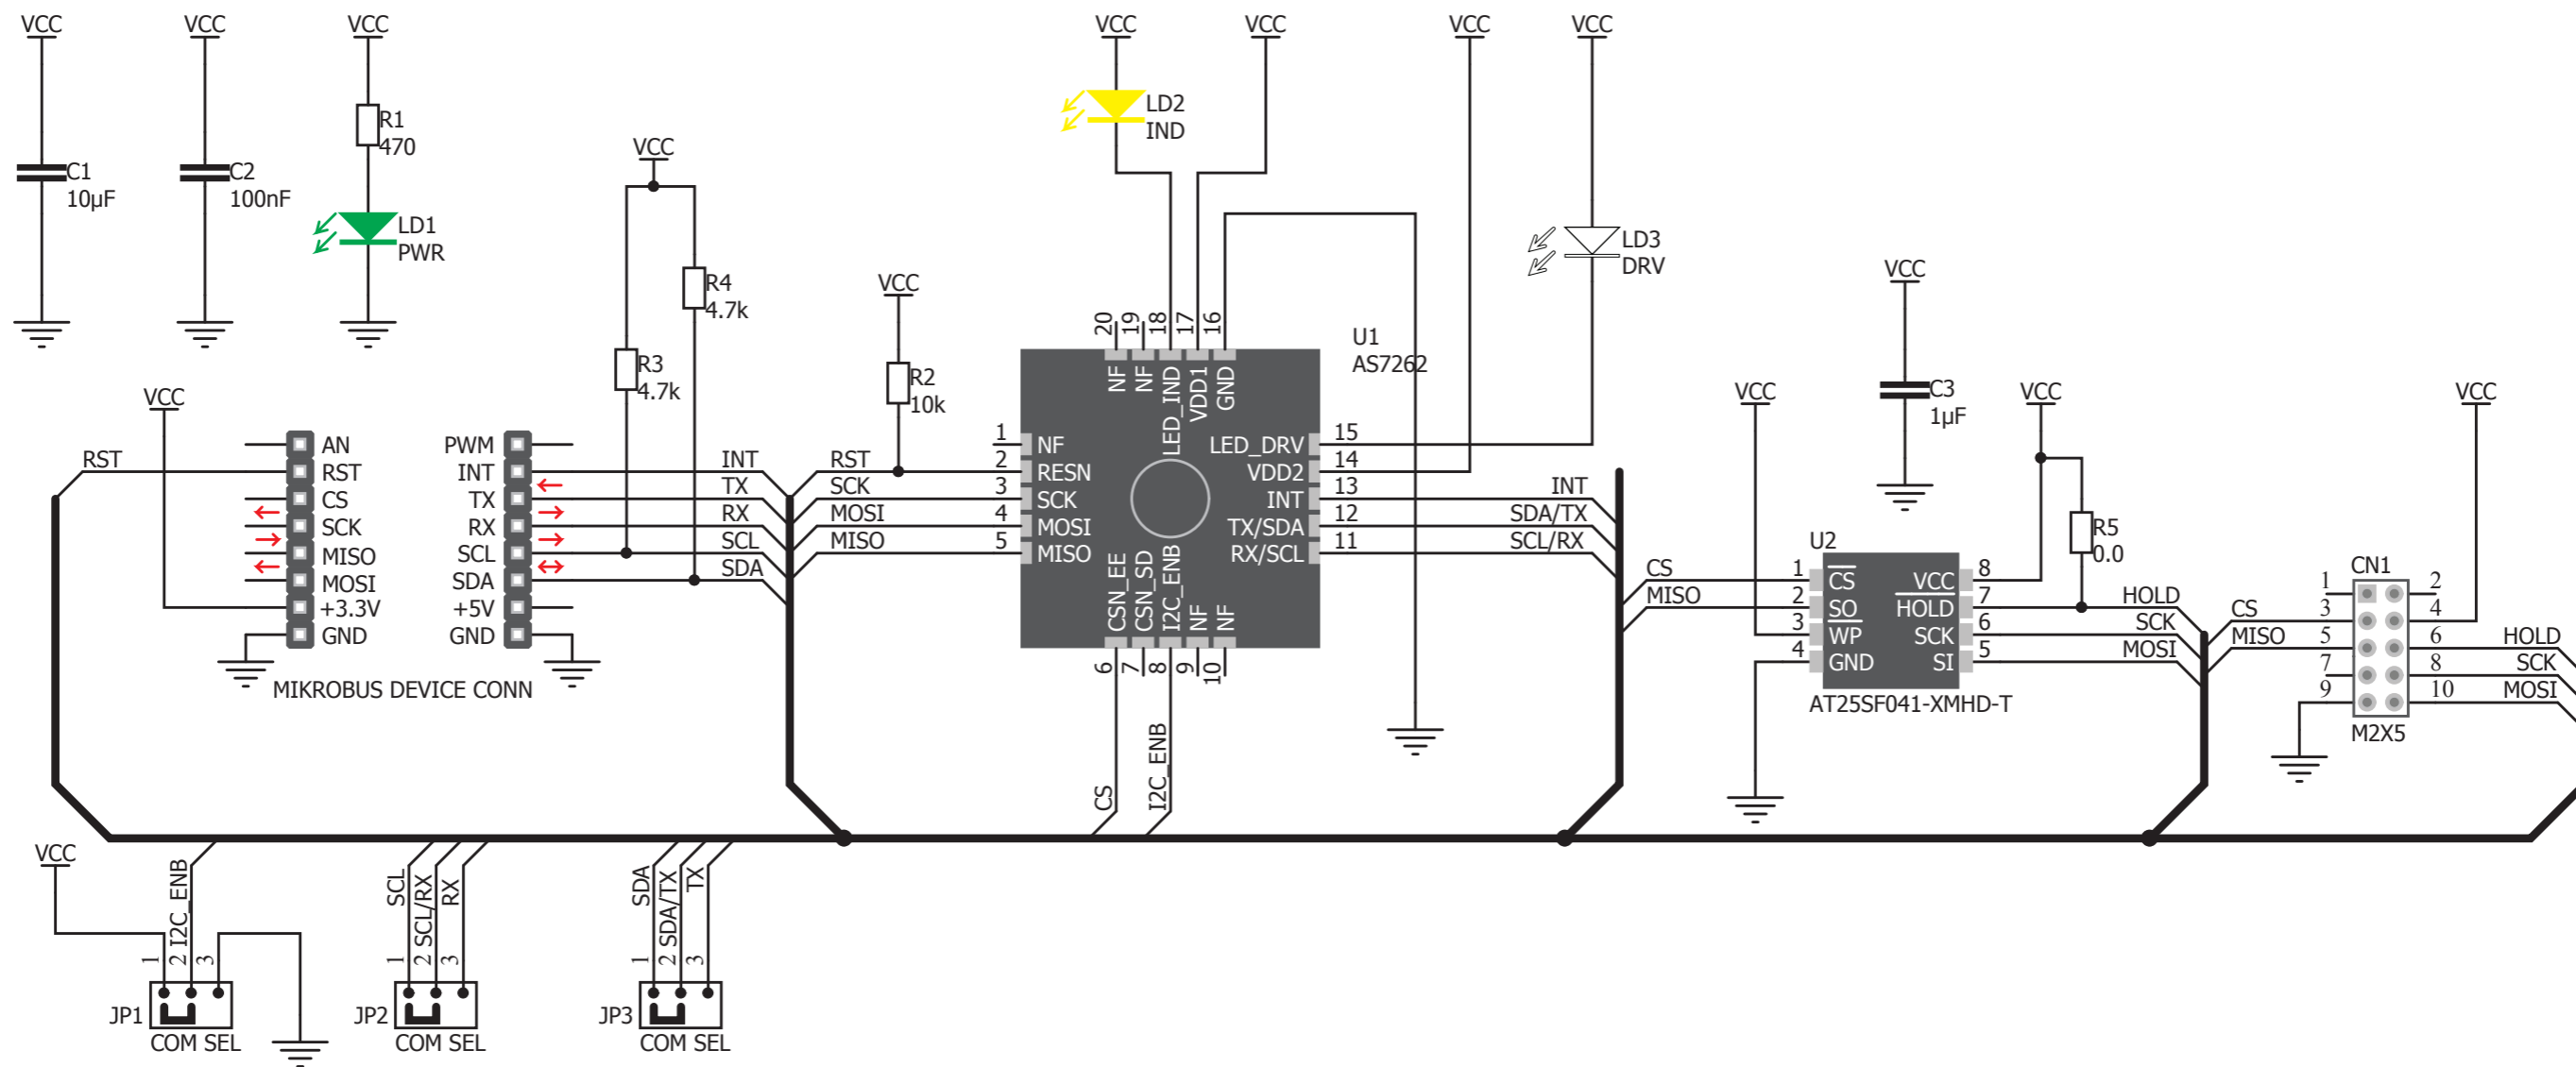 VCC
VCC
VCC
VCC
VCC
VCC
VCC
C1
10µF
C2
100nF
R1
470
LD1
PWR
VCC
R4
4.7k
R3
4.7k
LD2
IND
LD3
DRV
VCC
R2
10k
U1
AS7262
VCC
RST
AN
RST
CS
SCK
MISO
MOSI
+3.3V
GND
PWM
INT
TX
RX
SCL
SDA
+5V
GND
MIKROBUS DEVICE CONN
INT
TX
RX
SCL
SDA
RST
SCK
MOSI
MISO
1
2
3
4
5
NF
RESN
SCK
MOSI
MISO
20
19
18
17
16
NF
NF
LED_IND
VDD1
GND
LED_DRV
VDD2
INT
TX/SDA
RX/SCL
15
14
13
12
11
INT
SDA/TX
SCL/RX
CSN_EE
CSN_SD
I2C_ENB
NF
NF
6
7
8
9
10
CS
I2C_ENB
VCC
C3
1µF
VCC
VCC
R5
0.0
U2
CS
MISO
1
2
3
4
CS
SO
WP
GND
VCC
HOLD
SCK
SI
8
7
6
5
HOLD
SCK
MOSI
AT25SF041-XMHD-T
VCC
CN1
CS
MISO
1
3
5
7
9
2
4
6
8
10
HOLD
SCK
MOSI
M2X5
VCC
I2C_ENB
1
2
3
JP1
COM SEL
SCL
SCL/RX
RX
1
2
3
JP2
COM SEL
SDA
SDA/TX
TX
1
2
3
JP3
COM SEL